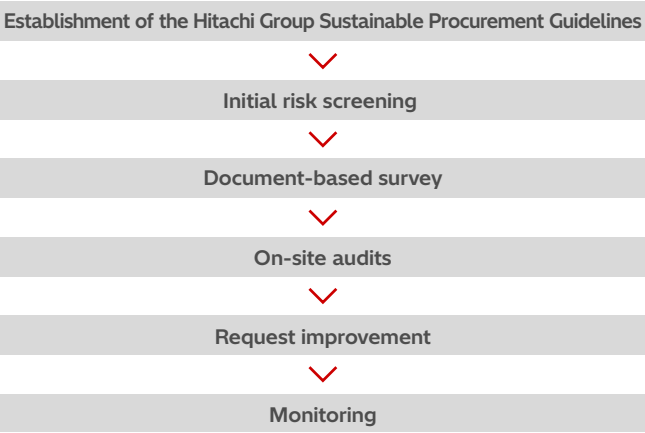 Establishment of the Hitachi Group Sustainable Procurement Guidelines
Initial risk screening
Document-based survey
On-site audits
Request improvement
Monitoring